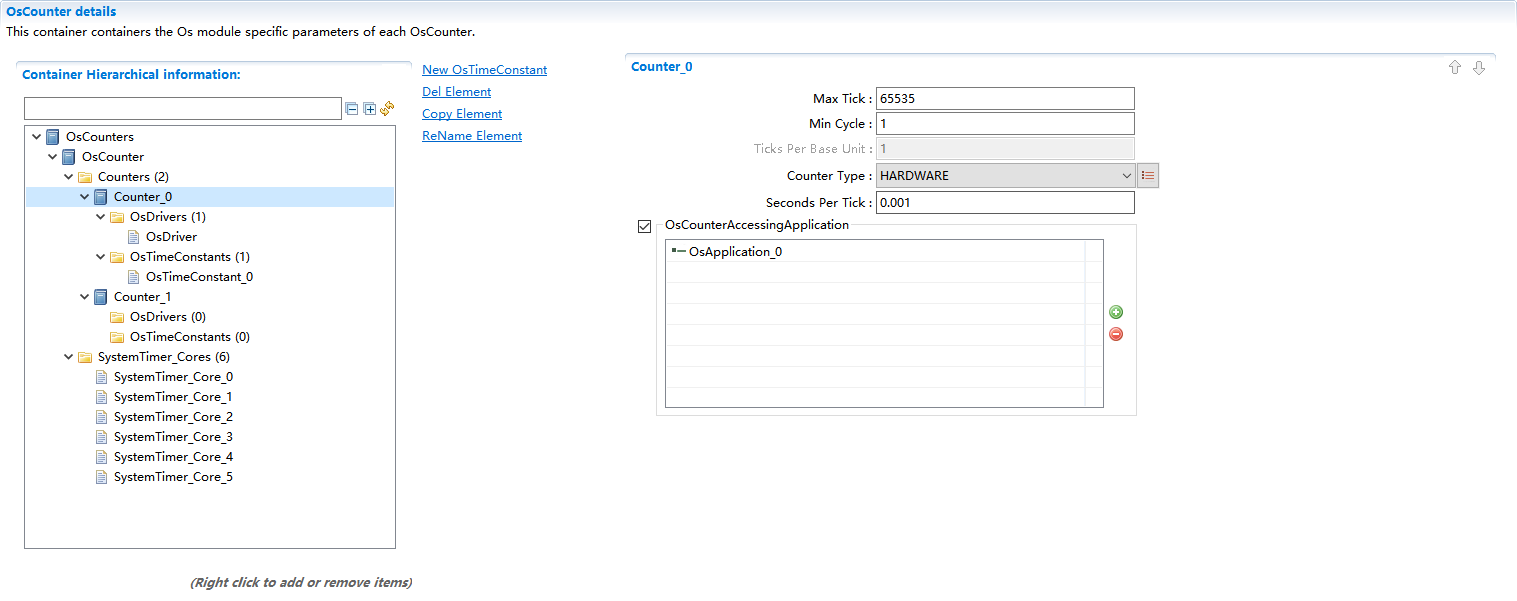 OsCounter details
This container containers the Os module specific parameters of each OsCounter.
Container Hierarchical information:
OsCounters
OsCounter
Counters (2)
Counter_0
OsDrivers (1)
OsDriver
OsTimeConstants (1)
OsTimeConstant_0
Counter_1
OsDrivers (0)
OsTimeConstants (0)
SystemTimer_Cores (6)
SystemTimer_Core_0
SystemTimer_Core_1
SystemTimer_Core_2
SystemTimer_Core_3
SystemTimer_Core_4
SystemTimer_Core_5
(Right click to add or remove items)
New OsTimeConstant
Del Element
Copy Element
ReName Element
Counter_0
Max Tick : 65535
Min Cycle : 1
Ticks Per Base Unit : 1
Counter Type : HARDWARE
Seconds Per Tick : 0.001
OsCounterAccessingApplication
OsApplication_0